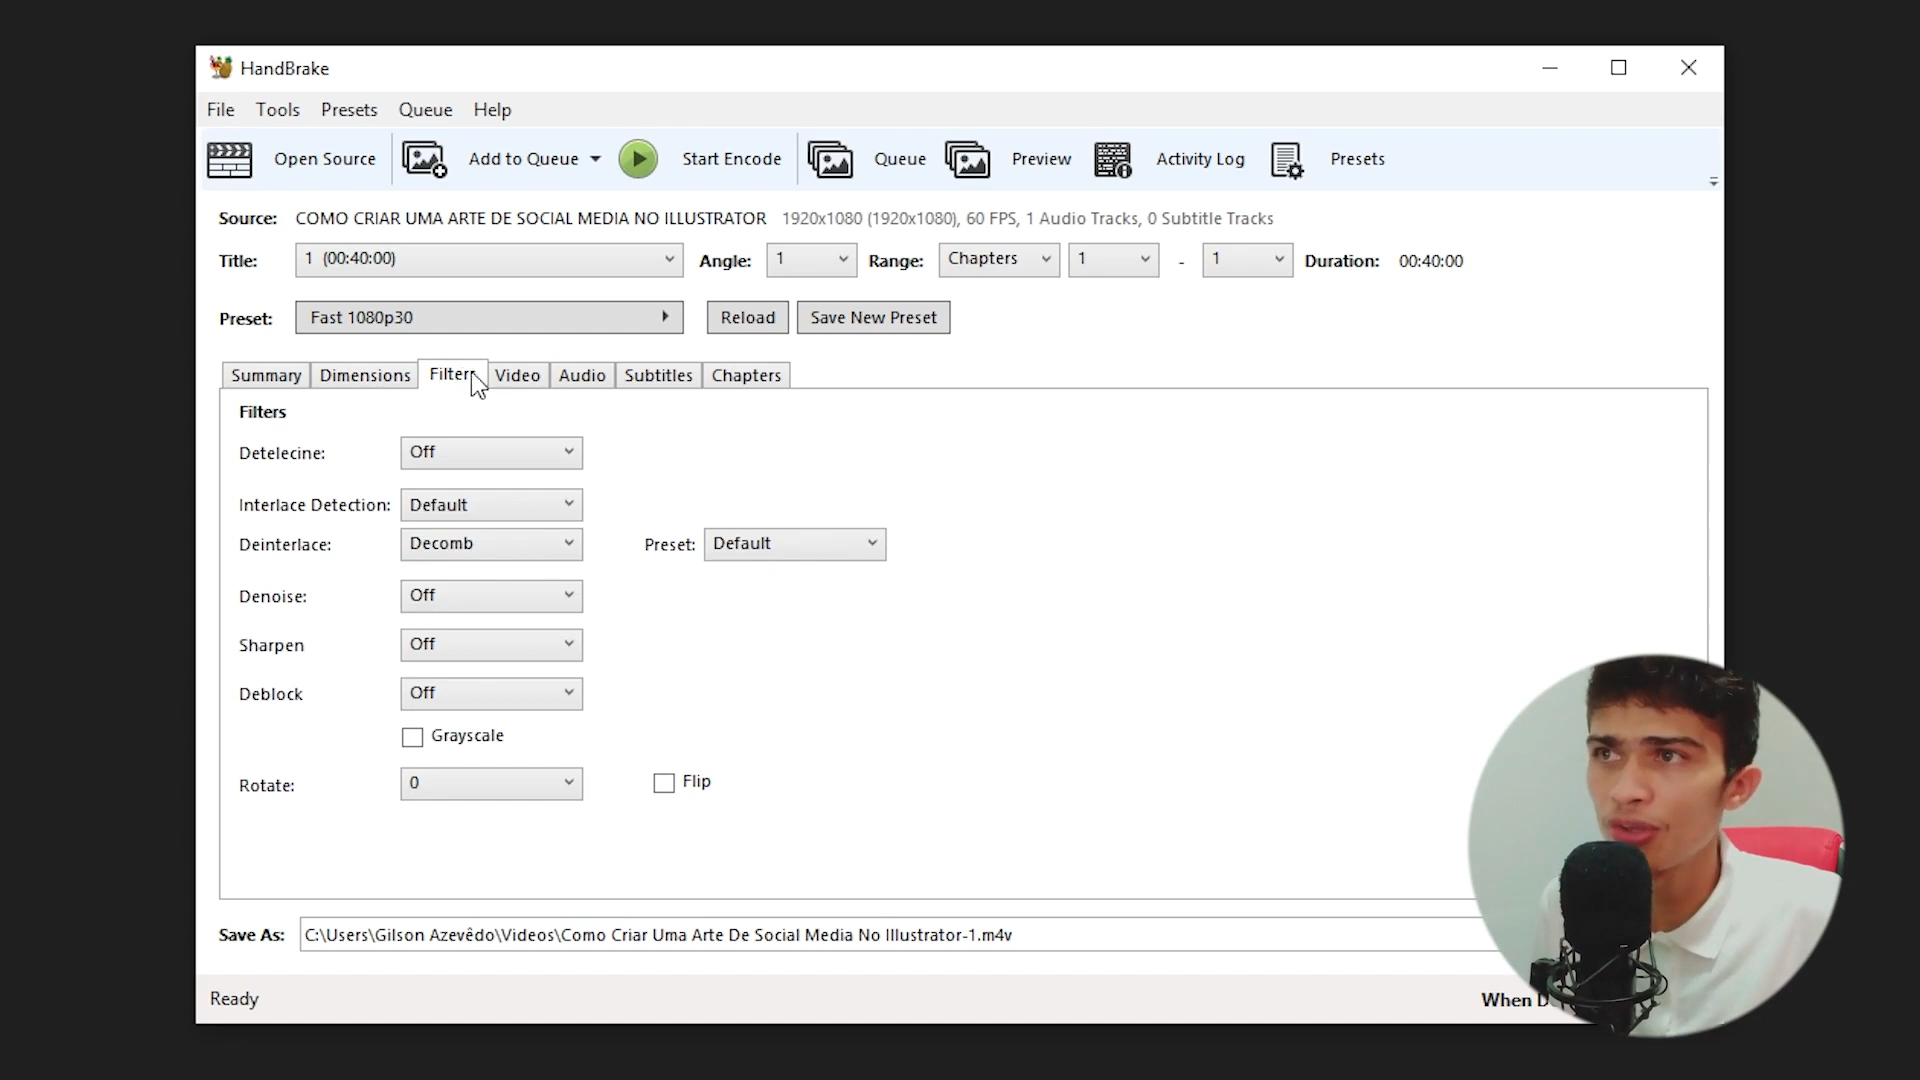 HandBrake
File Tools Presets Queue Help
Open Source Add to Queue Start Encode Queue Preview Activity Log Presets
Source: COMO CRIAR UMA ARTE DE SOCIAL MEDIA NO ILLUSTRATOR 1920x1080 (1920x1080), 60 FPS, 1 Audio Tracks, 0 Subtitle Tracks
Title: 1 (00:40:00) Angle: 1 Range: Chapters 1 - 1 Duration: 00:40:00
Preset: Fast 1080p30 Reload Save New Preset
Summary Dimensions Filters Video Audio Subtitles Chapters
Filters
Detelecine: Off
Interlace Detection: Default
Deinterlace: Decomb Preset: Default
Denoise: Off
Sharpen Off
Deblock Off
Grayscale
Rotate: 0 Flip
Save As: C:\Users\Gilson Azevêdo\Videos\Como Criar Uma Arte De Social Media No Illustrator-1.m4v
Ready When